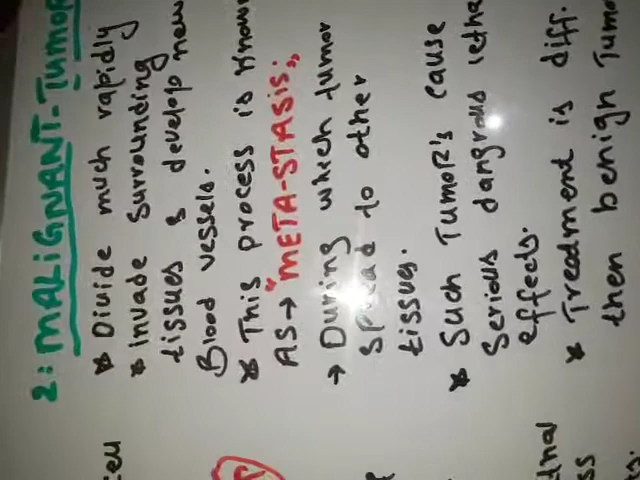 2: MALIGNANT-TUMOR
* Divide much rapidly
* invade surrounding
tissues & develop new
Blood vessels.
* This process is known
AS→ "META-STASIS:"
→ During which tumor
spread to other
tissues.
* Such TumoR's cause
Serious dangrous letha
effects.
* Treatment is diff.
then benign Tumo